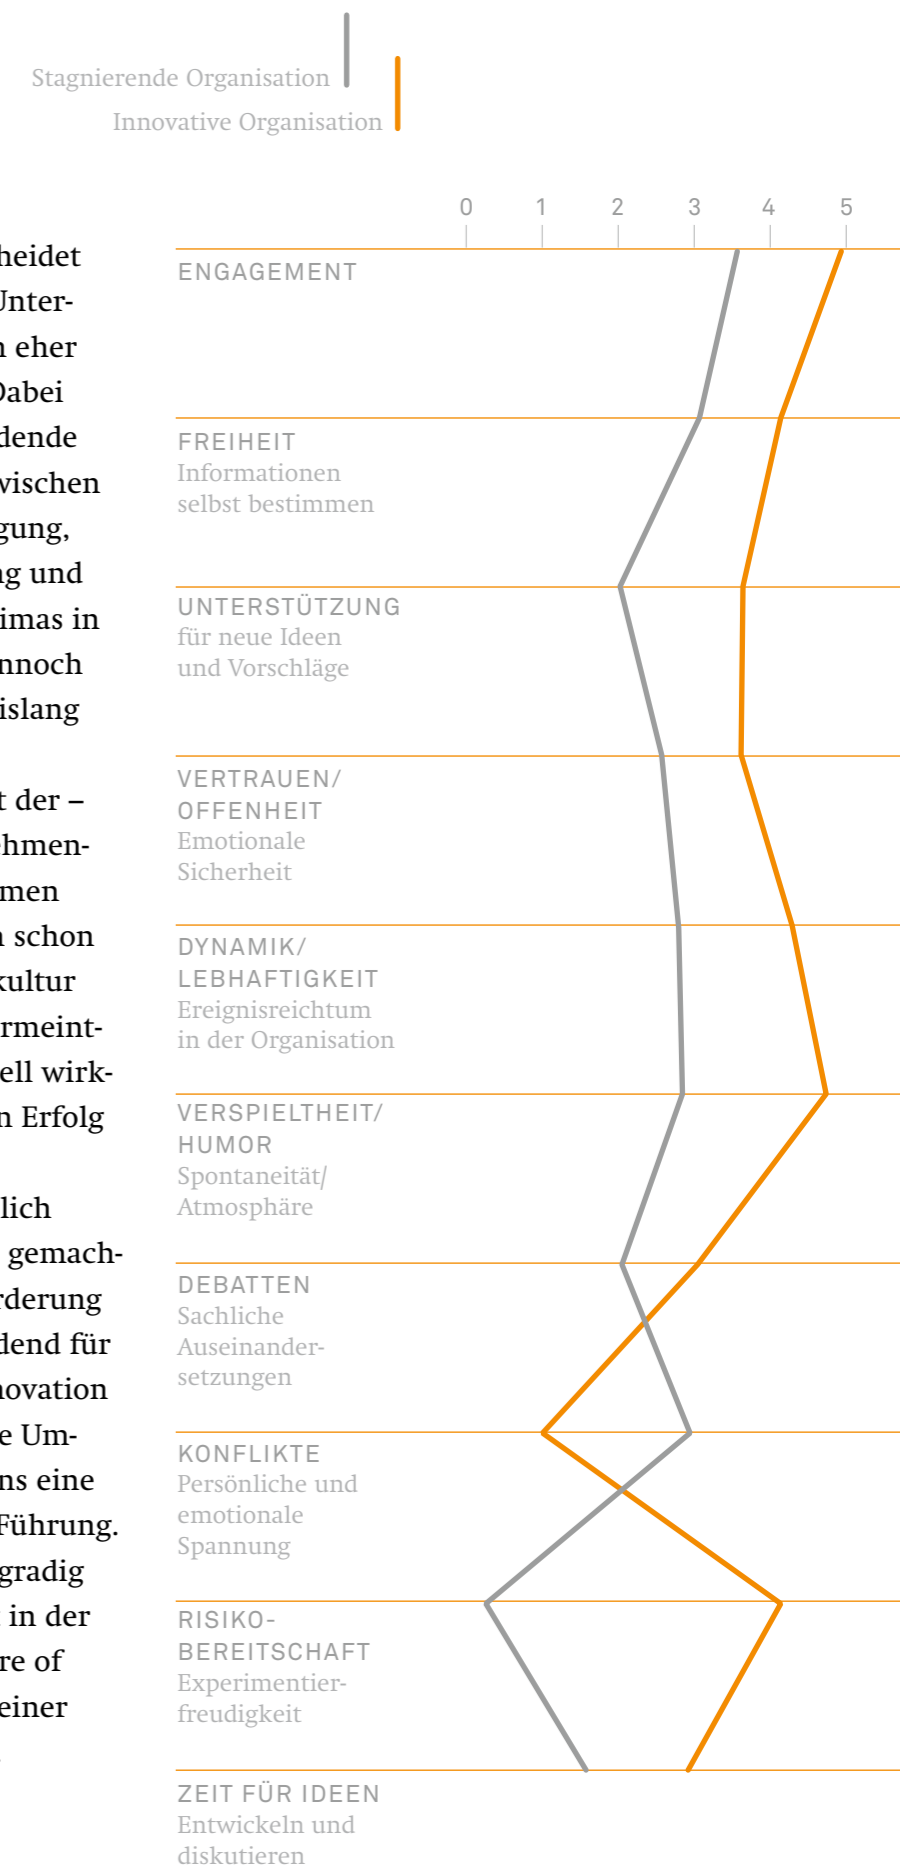 Stagnierende Organisation
Innovative Organisation
0 1 2 3 4 5
heidet
Unter-
n eher
Dabei
dende
wischen
gung,
ng und
imas in
nnoch
islang
t der –
ehmen-
men
n schon
kultur
rmeint-
ell wirk-
n Erfolg
lich
gemach-
rderung
dend für
novation
e Um-
ns eine
Führung.
gradig
in der
re of
einer
ENGAGEMENT
FREIHEIT
Informationen
selbst bestimmen
UNTERSTÜTZUNG
für neue Ideen
und Vorschläge
VERTRAUEN/
OFFENHEIT
Emotionale
Sicherheit
DYNAMIK/
LEBHAFTIGKEIT
Ereignisreichtum
in der Organisation
VERSPIELTHEIT/
HUMOR
Spontaneität/
Atmosphäre
DEBATTEN
Sachliche
Auseinander-
setzungen
KONFLIKTE
Persönliche und
emotionale
Spannung
RISIKO-
BEREITSCHAFT
Experimentier-
freudigkeit
ZEIT FÜR IDEEN
Entwickeln und
diskutieren